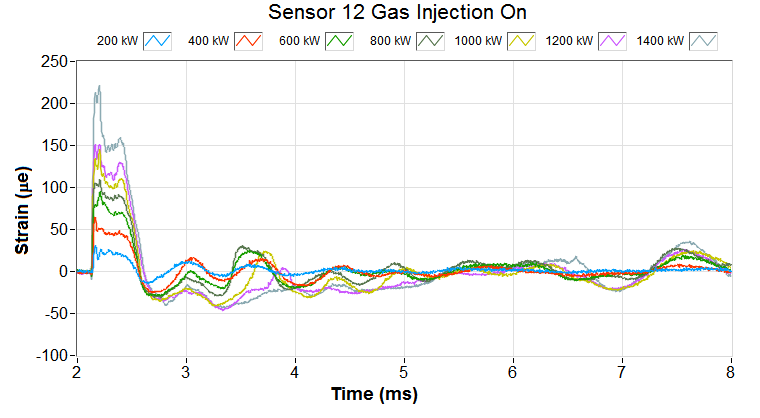 Sensor 12 Gas Injection On
200 kW 400 kW 600 kW 800 kW 1000 kW 1200 kW 1400 kW
250
200
150
100
50
0
-50
-100
Strain (µe)
2 3 4 5 6 7 8
Time (ms)